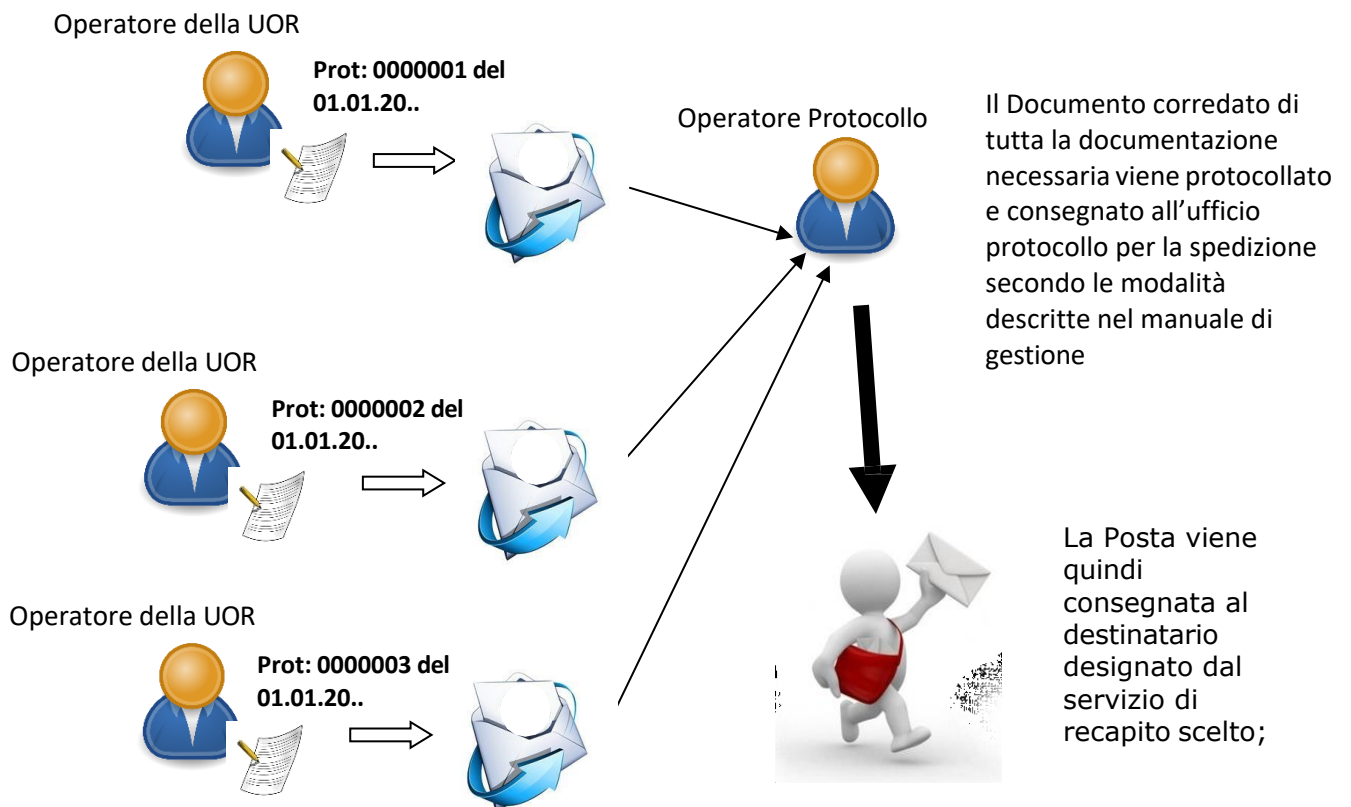 Operatore della UOR
Prot: 0000001 del
01.01.20..
Operatore Protocollo
Il Documento corredato di
tutta la documentazione
necessaria viene protocollato
e consegnato all’ufficio
protocollo per la spedizione
secondo le modalità
descritte nel manuale di
gestione
Operatore della UOR
Prot: 0000002 del
01.01.20..
La Posta viene
quindi
consegnata al
destinatario
designato dal
servizio di
recapito scelto;
Operatore della UOR
Prot: 0000003 del
01.01.20..